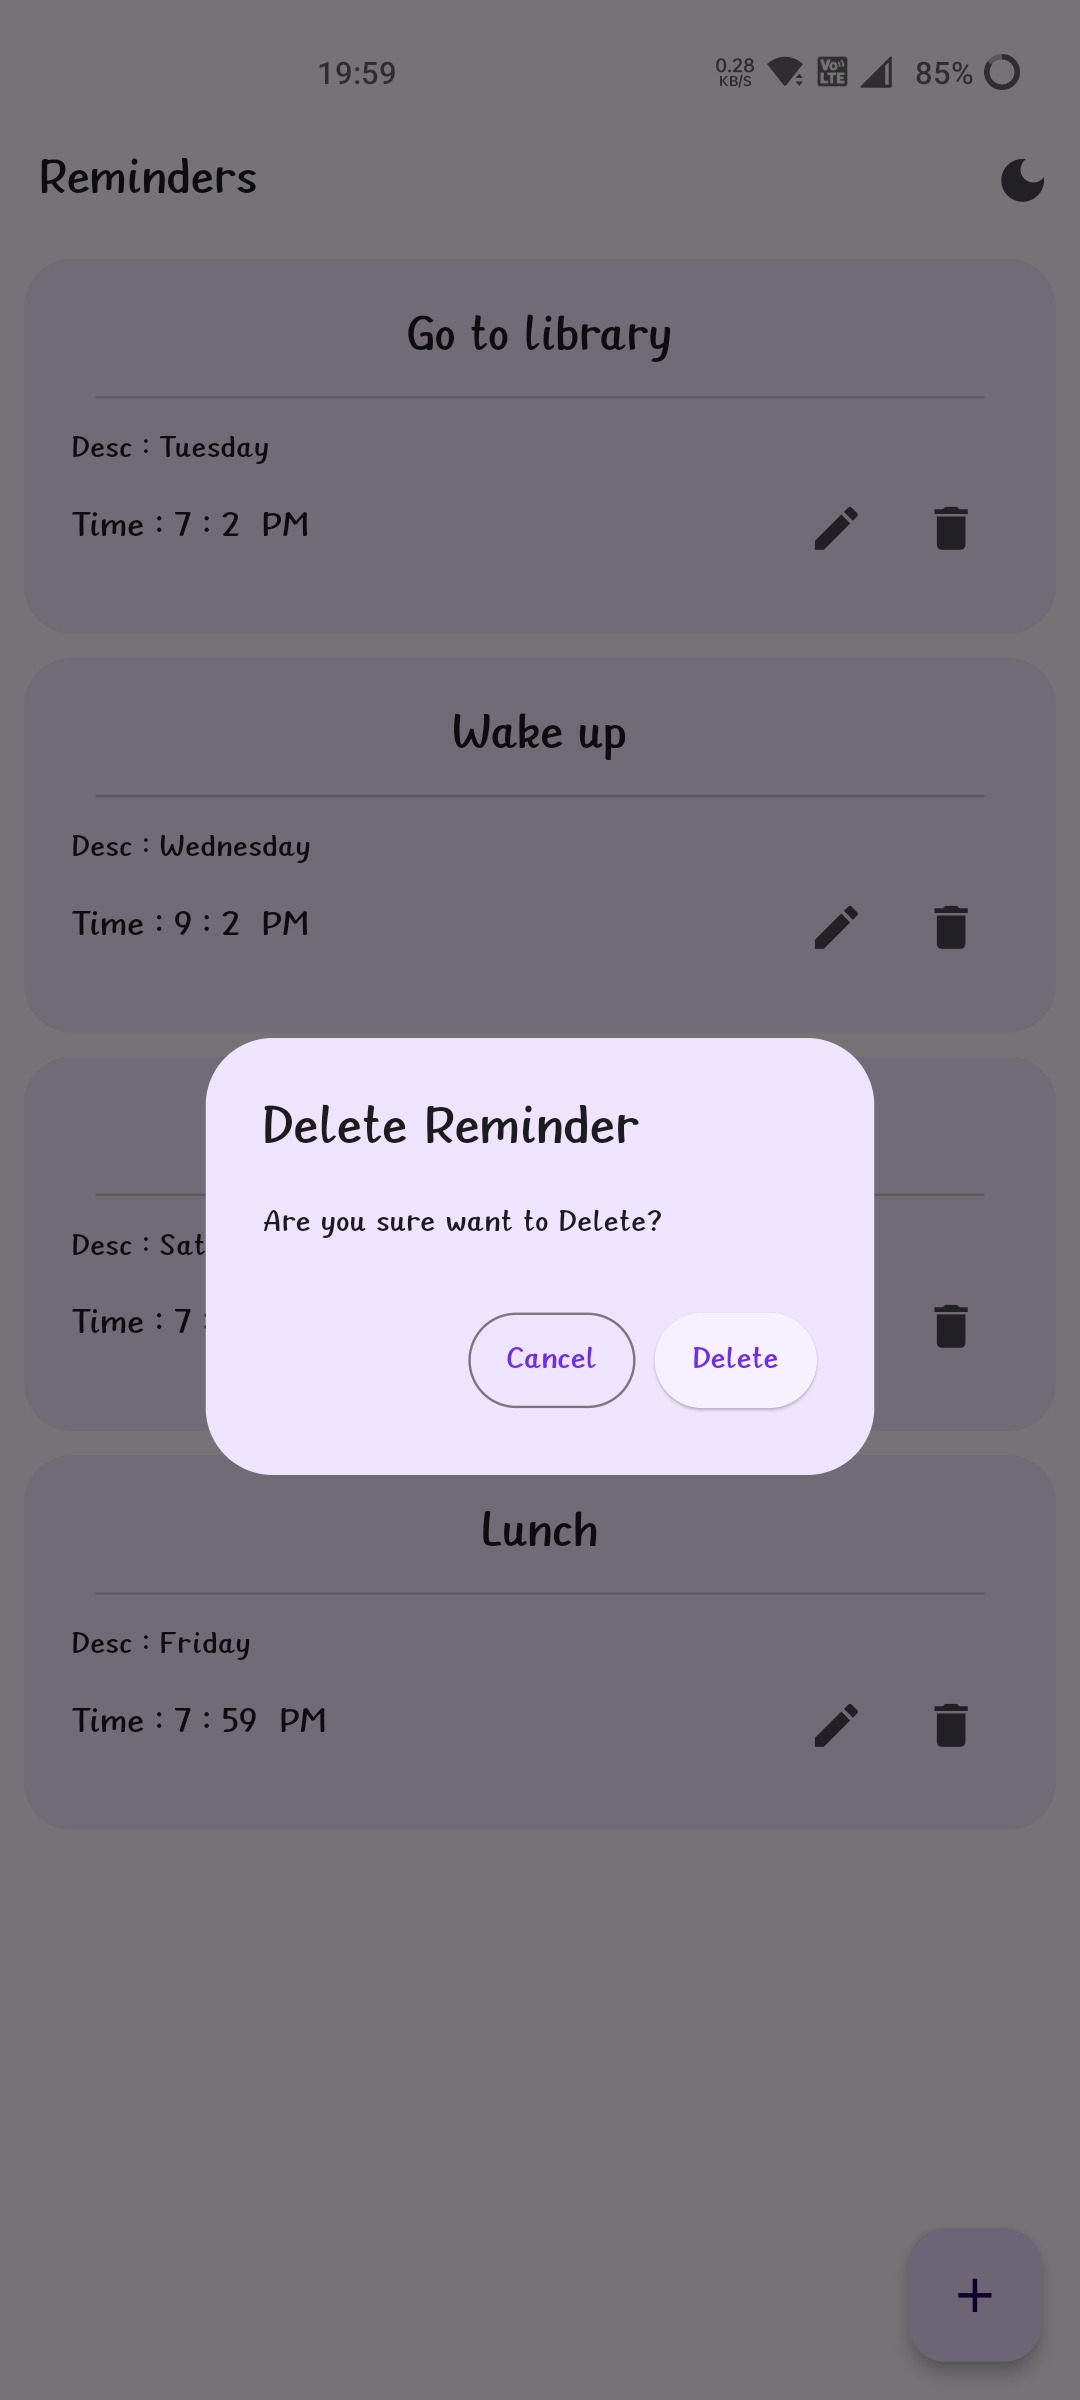 19:59
0.28
KB/S
Vo
LTE
85%
Reminders
Go to library
Desc : Tuesday
Time : 7 : 2 PM
Wake up
Desc : Wednesday
Time : 9 : 2 PM
Desc :
Time : 7
Delete Reminder
Are you sure want to Delete?
Cancel
Delete
Lunch
Desc : Friday
Time : 7 : 59 PM